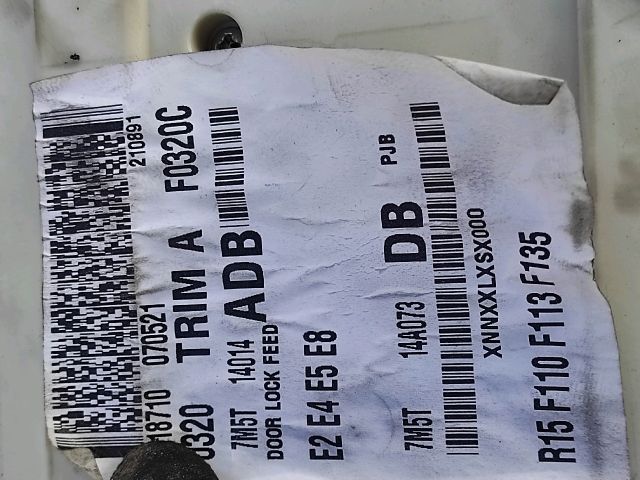 210891
18710 070521
0320 TRIM A F0320C
7M5T 14014 ADB
DOOR LOCK FEED
E2 E4 E5 E8
7M5T 14A073 DB PJB
XNNXXLXSX000
R15 F110 F113 F135